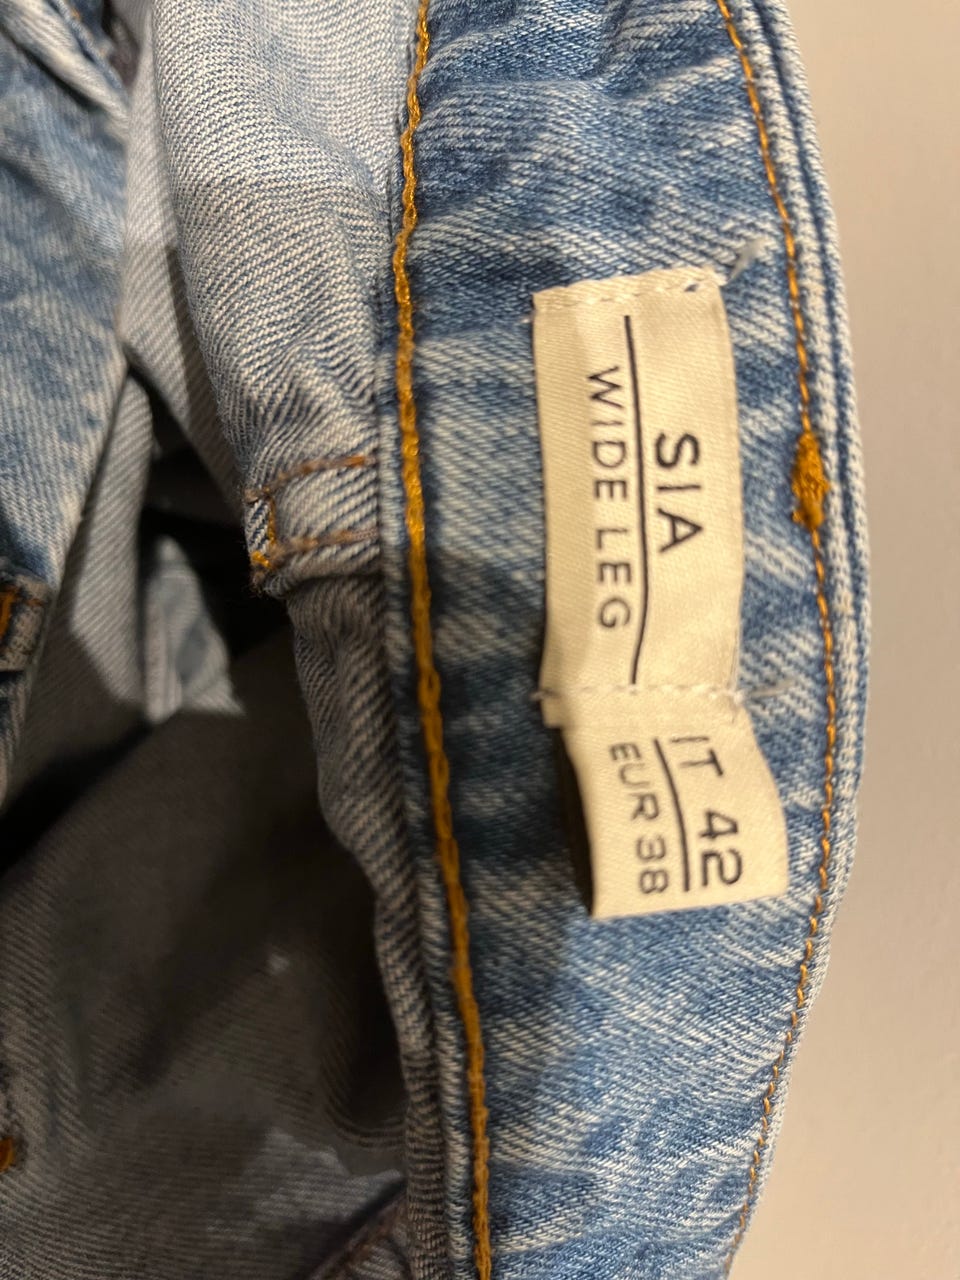 SIA
WIDE LEG
IT 42
EUR 38